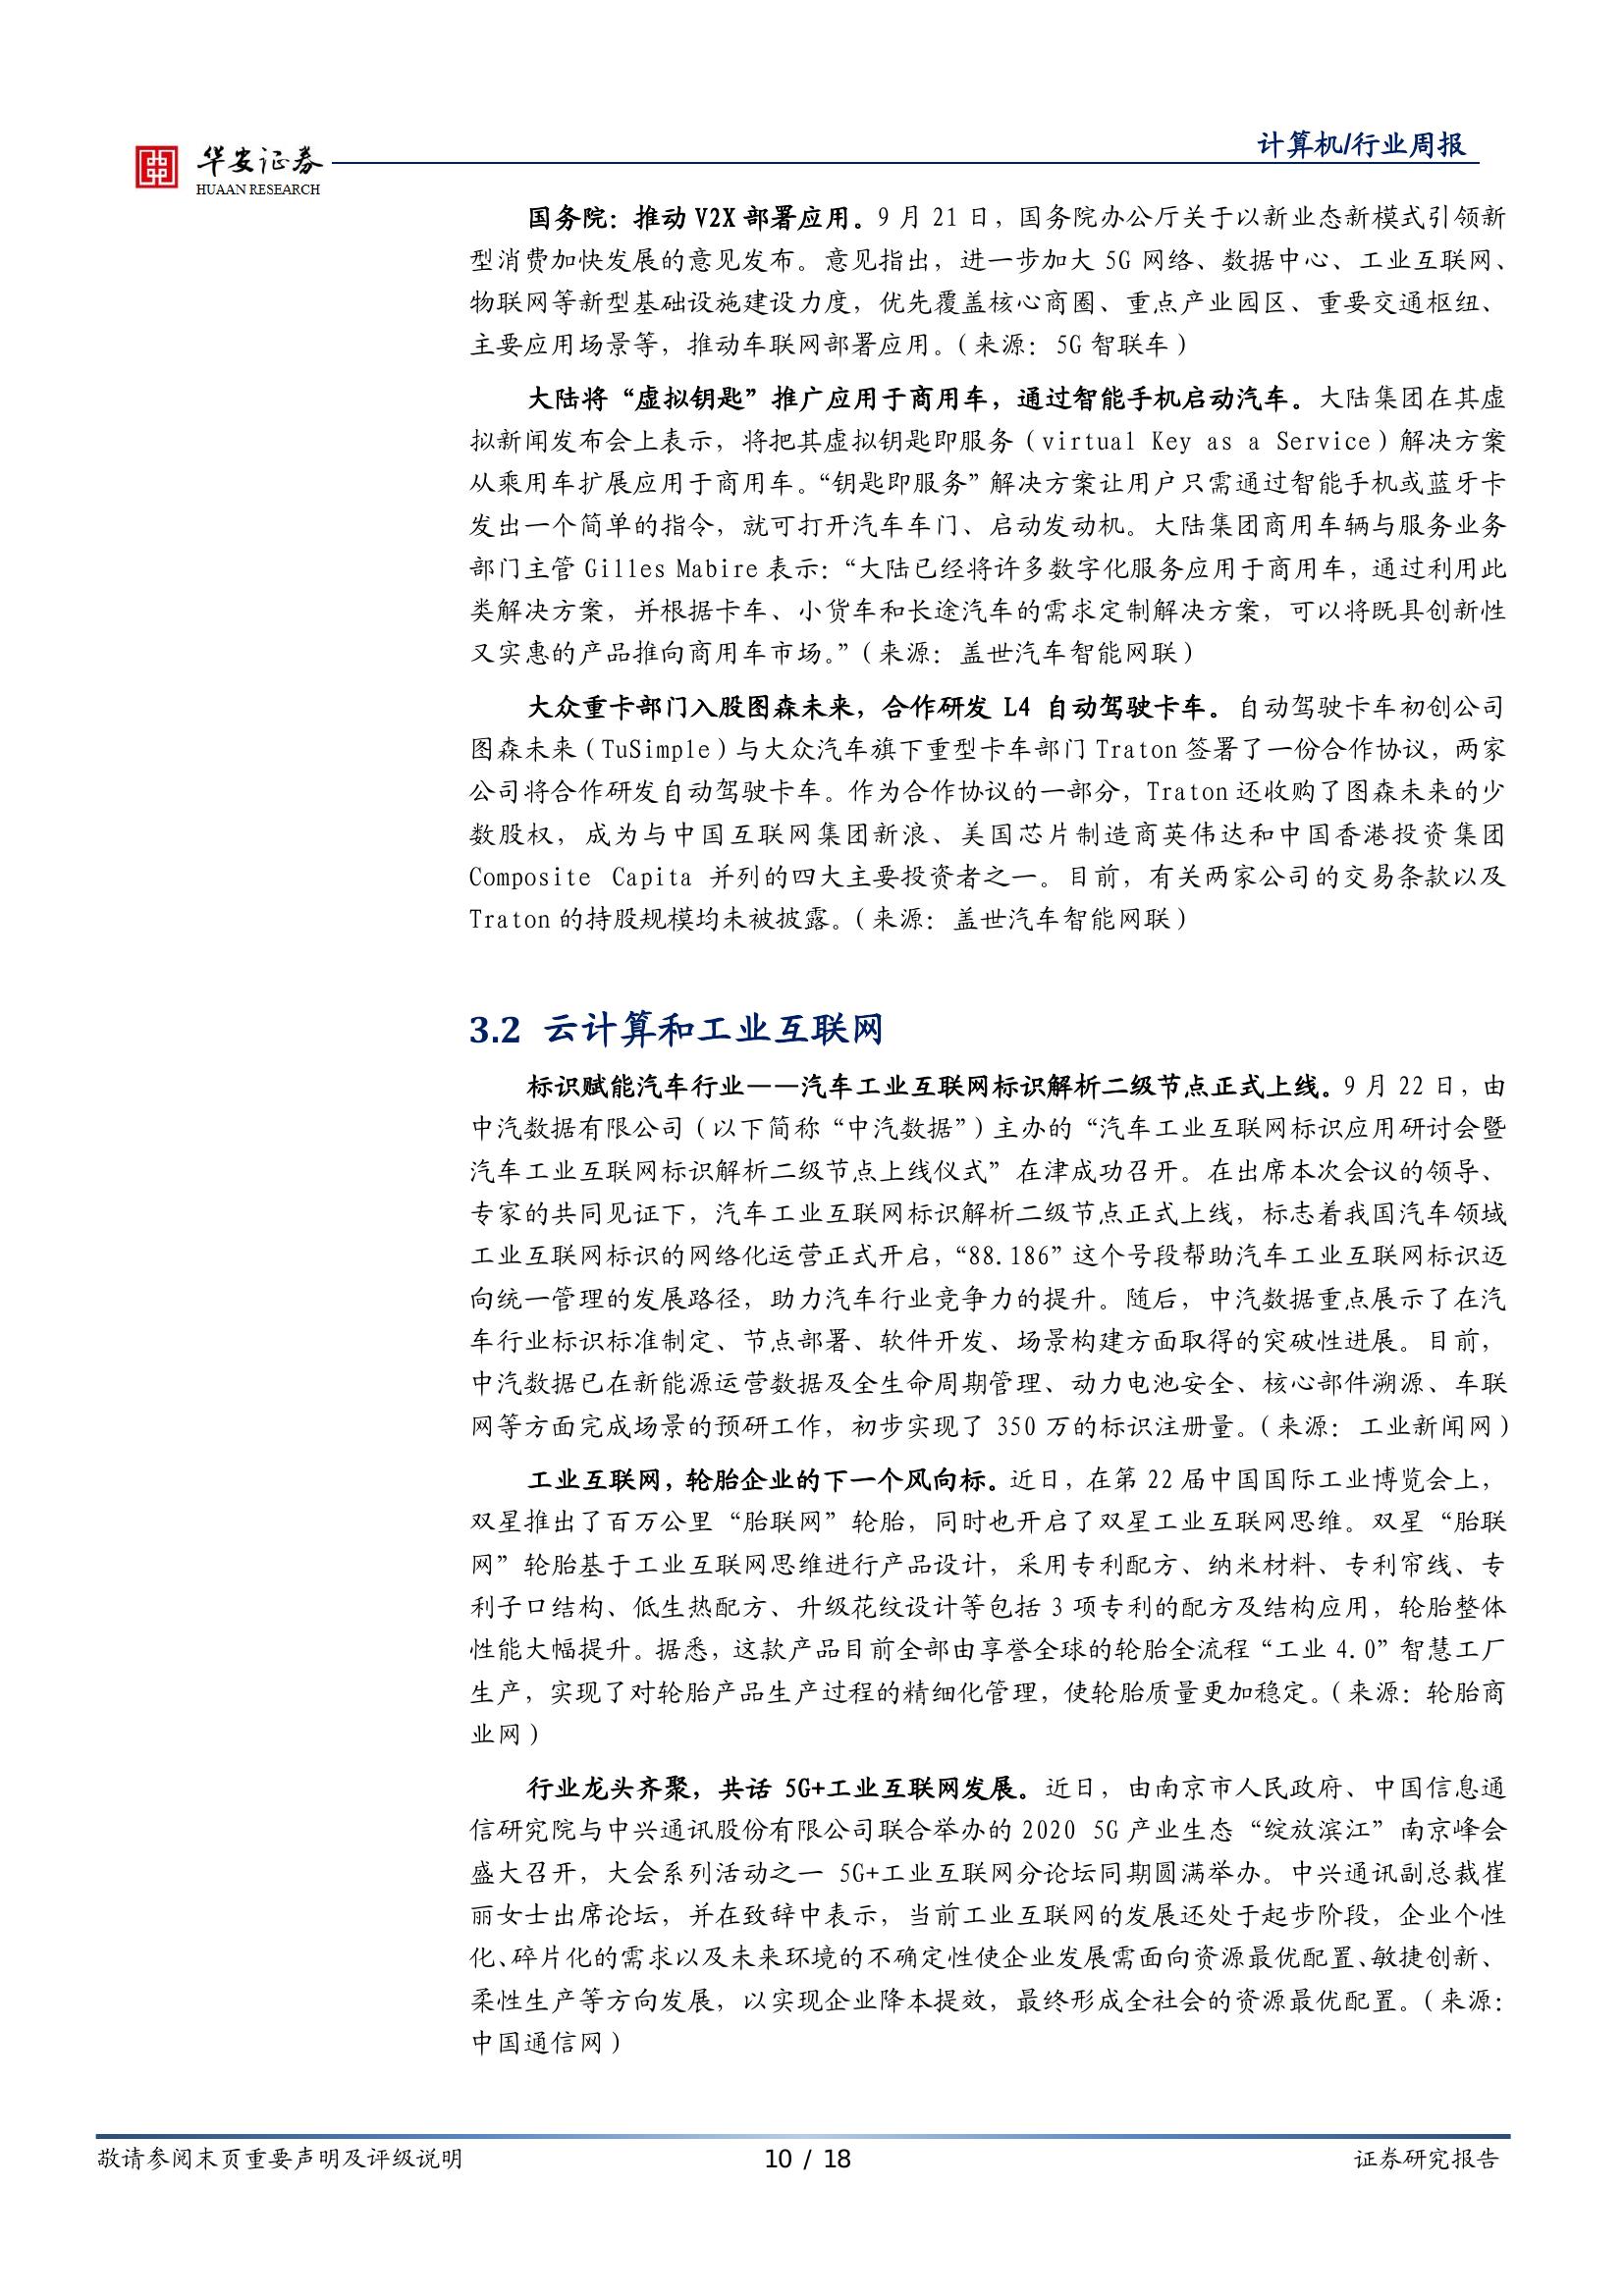 华安证券
HUAAN RESEARCH
计算机/行业周报
国务院：推动 V2X 部署应用。9 月 21 日，国务院办公厅关于以新业态新模式引领新
型消费加快发展的意见发布。意见指出，进一步加大 5G 网络、数据中心、工业互联网、
物联网等新型基础设施建设力度，优先覆盖核心商圈、重点产业园区、重要交通枢纽、
主要应用场景等，推动车联网部署应用。（来源：5G 智联车）
大陆将“虚拟钥匙”推广应用于商用车，通过智能手机启动汽车。大陆集团在其虚
拟新闻发布会上表示，将把其虚拟钥匙即服务（virtual Key as a Service）解决方案
从乘用车扩展应用于商用车。“钥匙即服务”解决方案让用户只需通过智能手机或蓝牙卡
发出一个简单的指令，就可打开汽车车门、启动发动机。大陆集团商用车辆与服务业务
部门主管 Gilles Mabire 表示：“大陆已经将许多数字化服务应用于商用车，通过利用此
类解决方案，并根据卡车、小货车和长途汽车的需求定制解决方案，可以将既具创新性
又实惠的产品推向商用车市场。”（来源：盖世汽车智能网联）
大众重卡部门入股图森未来，合作研发 L4 自动驾驶卡车。自动驾驶卡车初创公司
图森未来（TuSimple）与大众汽车旗下重型卡车部门 Traton 签署了一份合作协议，两家
公司将合作研发自动驾驶卡车。作为合作协议的一部分，Traton 还收购了图森未来的少
数股权，成为与中国互联网集团新浪、美国芯片制造商英伟达和中国香港投资集团
Composite Capita 并列的四大主要投资者之一。目前，有关两家公司的交易条款以及
Traton 的持股规模均未被披露。（来源：盖世汽车智能网联）
3.2 云计算和工业互联网
标识赋能汽车行业——汽车工业互联网标识解析二级节点正式上线。9 月 22 日，由
中汽数据有限公司（以下简称“中汽数据”）主办的“汽车工业互联网标识应用研讨会暨
汽车工业互联网标识解析二级节点上线仪式”在津成功召开。在出席本次会议的领导、
专家的共同见证下，汽车工业互联网标识解析二级节点正式上线，标志着我国汽车领域
工业互联网标识的网络化运营正式开启，“88.186”这个号段帮助汽车工业互联网标识迈
向统一管理的发展路径，助力汽车行业竞争力的提升。随后，中汽数据重点展示了在汽
车行业标识标准制定、节点部署、软件开发、场景构建方面取得的突破性进展。目前，
中汽数据已在新能源运营数据及全生命周期管理、动力电池安全、核心部件溯源、车联
网等方面完成场景的预研工作，初步实现了 350 万的标识注册量。（来源：工业新闻网）
工业互联网，轮胎企业的下一个风向标。近日，在第 22 届中国国际工业博览会上，
双星推出了百万公里“胎联网”轮胎，同时也开启了双星工业互联网思维。双星“胎联
网”轮胎基于工业互联网思维进行产品设计，采用专利配方、纳米材料、专利帘线、专
利子口结构、低生热配方、升级花纹设计等包括 3 项专利的配方及结构应用，轮胎整体
性能大幅提升。据悉，这款产品目前全部由享誉全球的轮胎全流程“工业 4.0”智慧工厂
生产，实现了对轮胎产品生产过程的精细化管理，使轮胎质量更加稳定。（来源：轮胎商
业网）
行业龙头齐聚，共话 5G+工业互联网发展。近日，由南京市人民政府、中国信息通
信研究院与中兴通讯股份有限公司联合举办的 2020 5G 产业生态“绽放滨江”南京峰会
盛大召开，大会系列活动之一 5G+工业互联网分论坛同期圆满举办。中兴通讯副总裁崔
丽女士出席论坛，并在致辞中表示，当前工业互联网的发展还处于起步阶段，企业个性
化、碎片化的需求以及未来环境的不确定性使企业发展需面向资源最优配置、敏捷创新、
柔性生产等方向发展，以实现企业降本提效，最终形成全社会的资源最优配置。（来源：
中国通信网）
敬请参阅末页重要声明及评级说明
10 / 18
证券研究报告